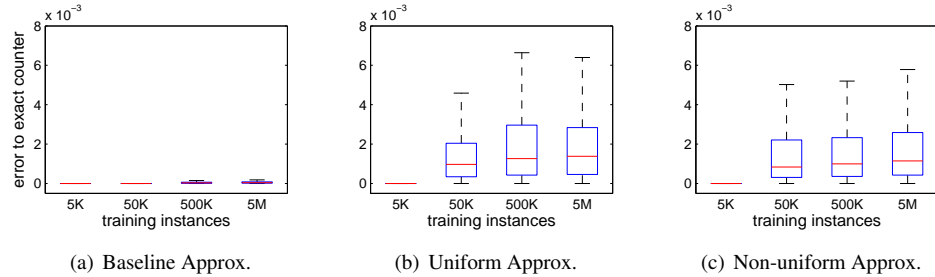 x 10⁻³
8
6
4
2
0
error to exact counter
5K 50K 500K 5M
training instances
(a) Baseline Approx.
x 10⁻³
8
6
4
2
0
5K 50K 500K 5M
training instances
(b) Uniform Approx.
x 10⁻³
8
6
4
2
0
5K 50K 500K 5M
training instances
(c) Non-uniform Approx.